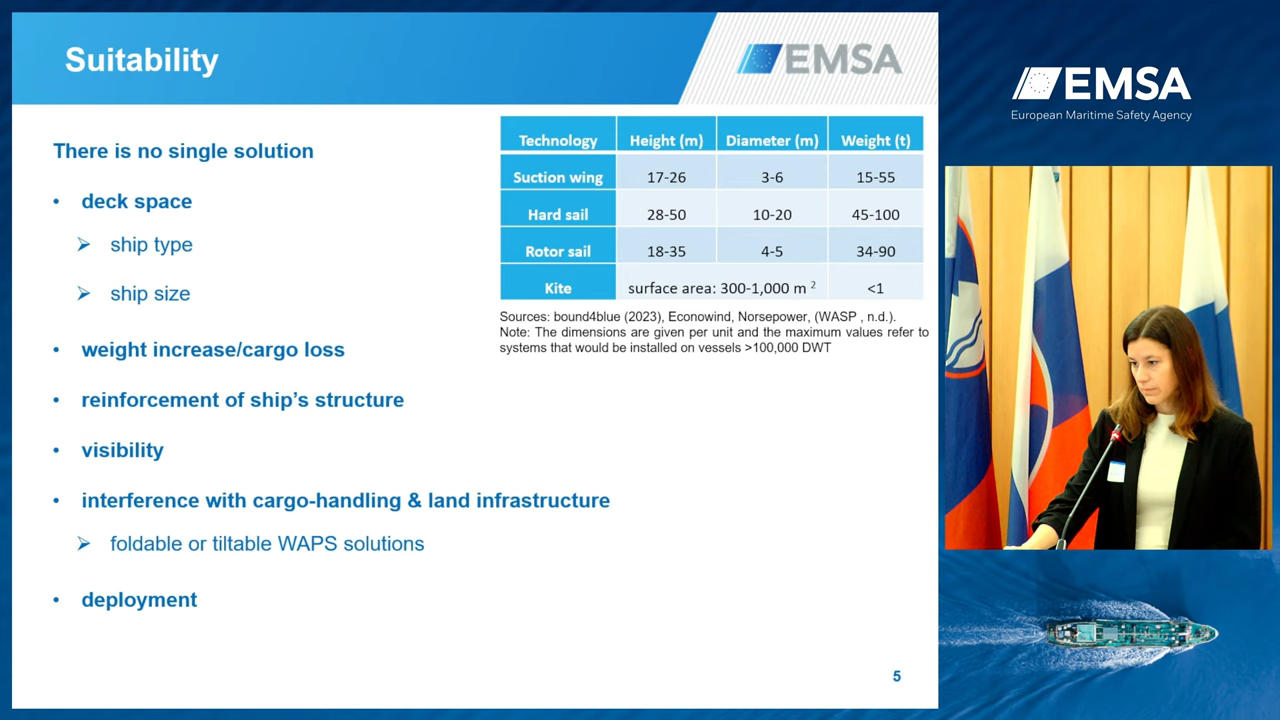 Suitability
EMSA
There is no single solution
• deck space
➢ ship type
➢ ship size
• weight increase/cargo loss
• reinforcement of ship's structure
• visibility
• interference with cargo-handling & land infrastructure
➢ foldable or tiltable WAPS solutions
• deployment
Technology Height (m) Diameter (m) Weight (t)
Suction wing 17-26 3-6 15-55
Hard sail 28-50 10-20 45-100
Rotor sail 18-35 4-5 34-90
Kite surface area: 300-1,000 m ² <1
Sources: bound4blue (2023), Econowind, Norsepower, (WASP , n.d.).
Note: The dimensions are given per unit and the maximum values refer to
systems that would be installed on vessels >100,000 DWT
5
EMSA
European Maritime Safety Agency